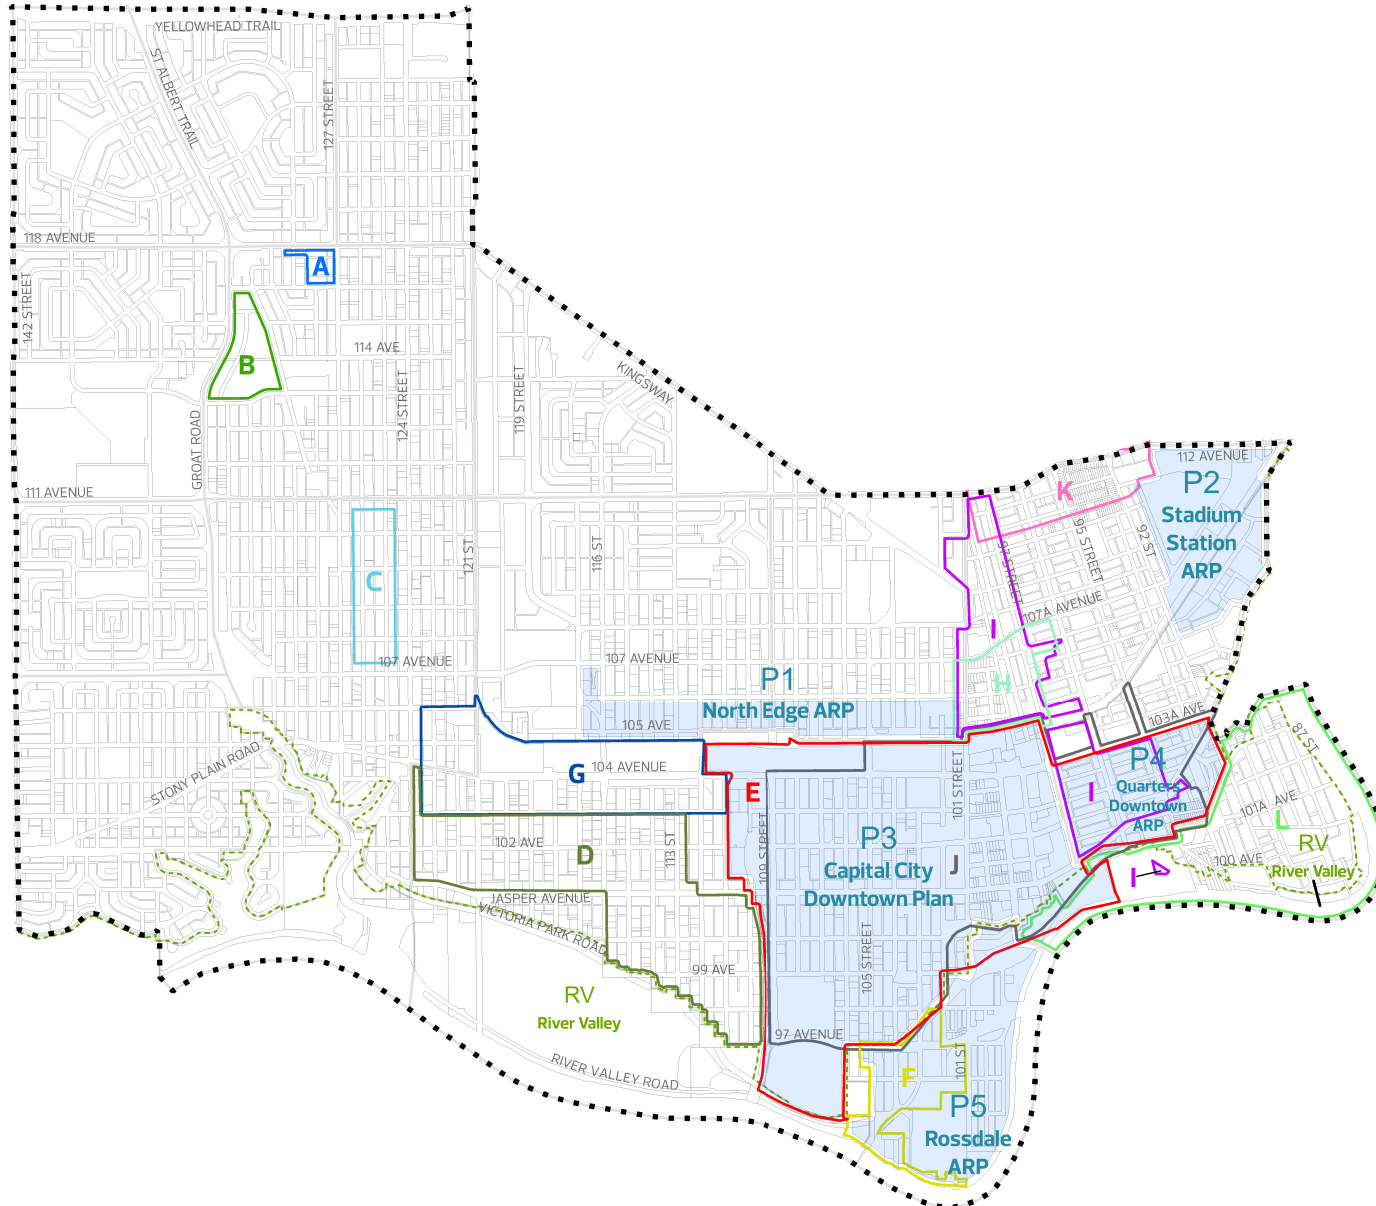 YELLOWHEAD TRAIL
ST ALBERT TRAIL
127 STREET
118 AVENUE
A
142 STREET
B
114 AVE
KINGSWAY
124 STREET
119 STREET
GROAT ROAD
112 AVENUE
P2
Stadium
Station
ARP
K
111 AVENUE
95 STREET
92 ST
121 ST
116 ST
97 STREET
C
107A AVENUE
I
107 AVENUE
107 AVENUE
P1
North Edge ARP
H
105 AVE
103A AVE
87 ST
STONY PLAIN ROAD
104 AVENUE
G
E
101 STREET
P4
Quarters
Downtown
ARP
I
101A AVE
L
RV
River Valley
100 AVE
102 AVE
D
113 ST
109 STREET
P3
Capital City
Downtown Plan
J
I
JASPER AVENUE
VICTORIA PARK ROAD
105 STREET
99 AVE
RV
River Valley
97 AVENUE
101 ST
RIVER VALLEY ROAD
F
P5
Rossdale
ARP